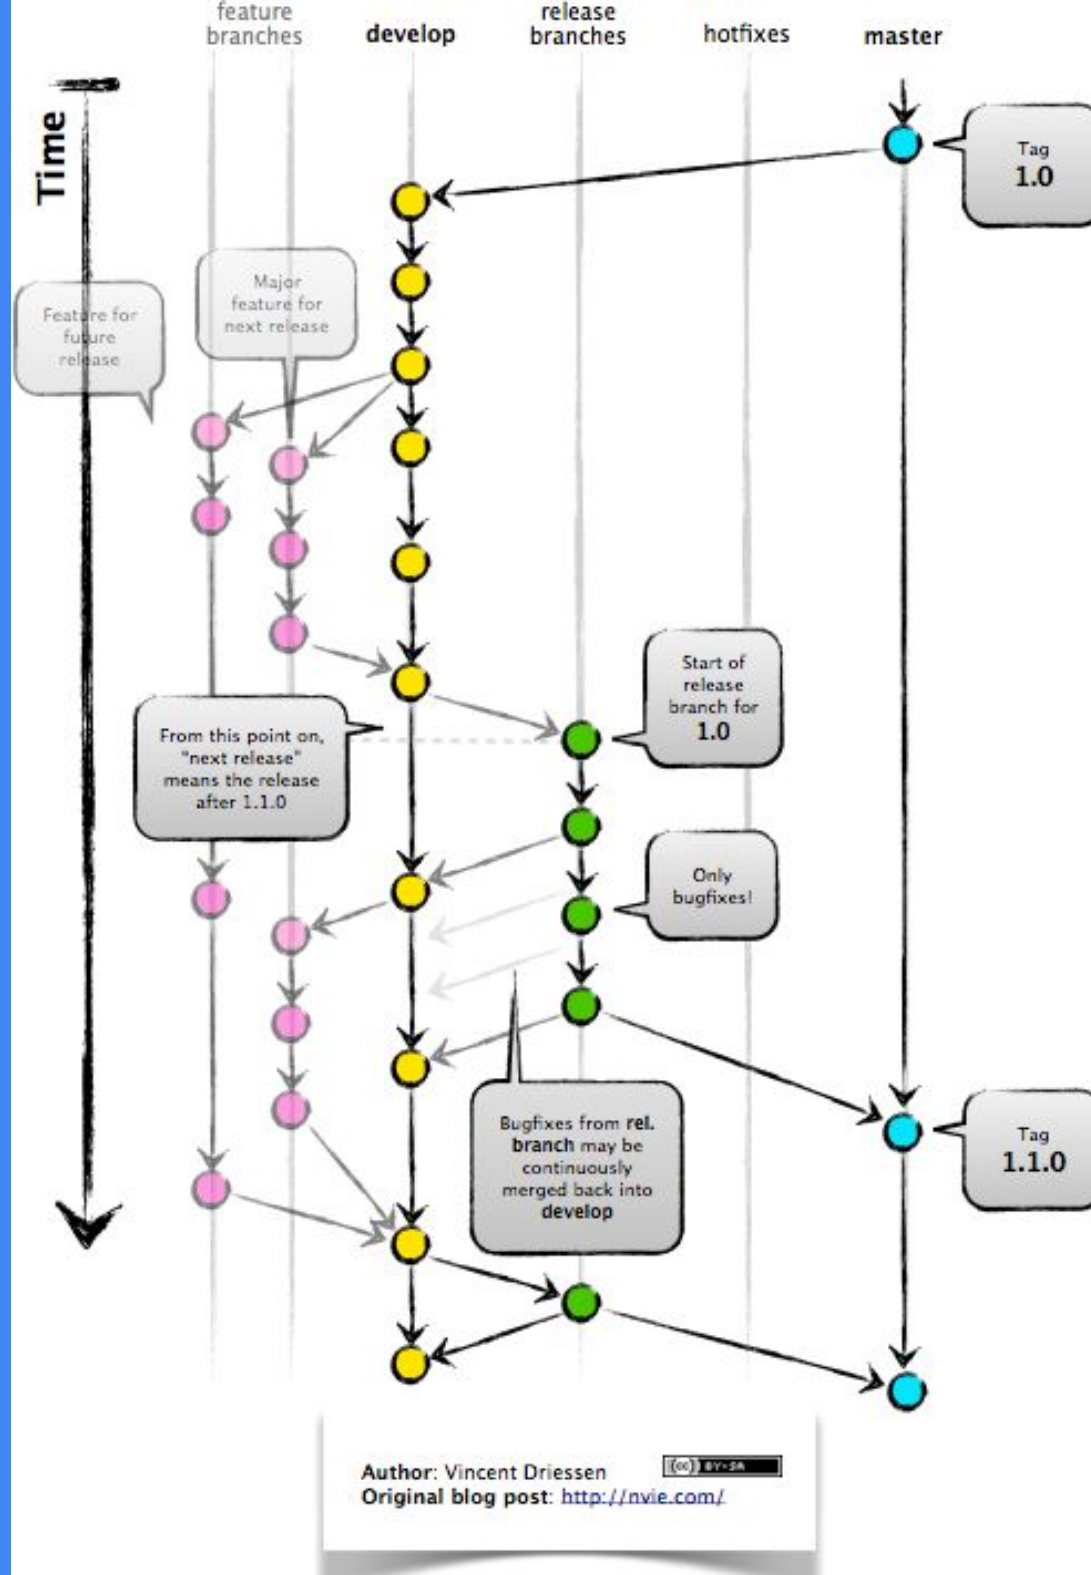 feature
branches
develop
release
branches
hotfixes
master
Time
Tag
1.0
Major
feature for
next release
Feature for
future
release
Start of
release
branch for
1.0
From this point on,
"next release"
means the release
after 1.1.0
Only
bugfixes!
Bugfixes from rel.
branch may be
continuously
merged back into
develop
Tag
1.1.0
Author: Vincent Driessen
(cc) BY-SA
Original blog post: http://nvie.com/